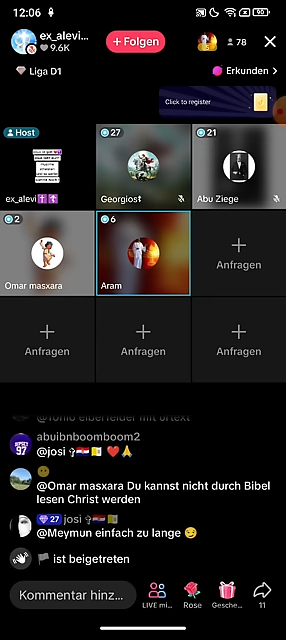 12:06
90
ex_alevi...
9.6K
+ Folgen
5
78
Liga D1
Erkunden >
Click to register
Host
27
21
ex_alevi
Georgios†
Abu Ziege
2
6
Omar masxara
Aram
Anfragen
Anfragen
Anfragen
Anfragen
abuibnboomboom2
@josi
@Omar masxara Du kannst nicht durch Bibel
lesen Christ werden
27 josi
@Meymun einfach zu lange
ist beigetreten
Kommentar hinz...
LIVE mi...
Rose
Gesche...
11